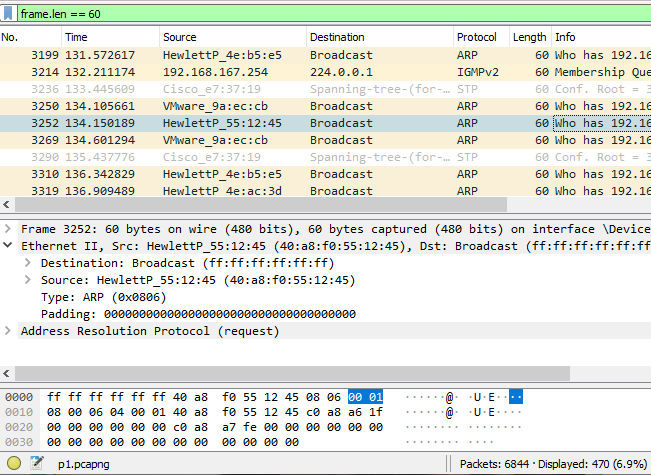 frame.len == 60
No. Time Source Destination Protocol Length Info
3199 131.572617 HewlettP_4e:b5:e5 Broadcast ARP 60 Who has 192.16
3214 132.211174 192.168.167.254 224.0.0.1 IGMPv2 60 Membership Que
3236 133.445609 Cisco_e7:37:19 Spanning-tree-(for-… STP 60 Conf. Root = 3
3250 134.105661 VMware_9a:ec:cb Broadcast ARP 60 Who has 192.16
3252 134.150189 HewlettP_55:12:45 Broadcast ARP 60 Who has 192.16
3269 134.601294 VMware_9a:ec:cb Broadcast ARP 60 Who has 192.16
3290 135.437776 Cisco_e7:37:19 Spanning-tree-(for-… STP 60 Conf. Root = 3
3310 136.342829 HewlettP_4e:b5:e5 Broadcast ARP 60 Who has 192.16
3319 136.909489 HewlettP_4e:ac:3d Broadcast ARP 60 Who has 192.16
Frame 3252: 60 bytes on wire (480 bits), 60 bytes captured (480 bits) on interface \Device
Ethernet II, Src: HewlettP_55:12:45 (40:a8:f0:55:12:45), Dst: Broadcast (ff:ff:ff:ff:ff:ff
Destination: Broadcast (ff:ff:ff:ff:ff:ff)
Source: HewlettP_55:12:45 (40:a8:f0:55:12:45)
Type: ARP (0x0806)
Padding: 000000000000000000000000000000000000
Address Resolution Protocol (request)
0000 ff ff ff ff ff ff 40 a8 f0 55 12 45 08 06 00 01 ······@· ·U·E····
0010 08 00 06 04 00 01 40 a8 f0 55 12 45 c0 a8 a6 1f ······@· ·U·E····
0020 00 00 00 00 00 00 c0 a8 a7 fe 00 00 00 00 00 00 ········ ········
0030 00 00 00 00 00 00 00 00 00 00 00 00 ········ ····
p1.pcapng Packets: 6844 · Displayed: 470 (6.9%)